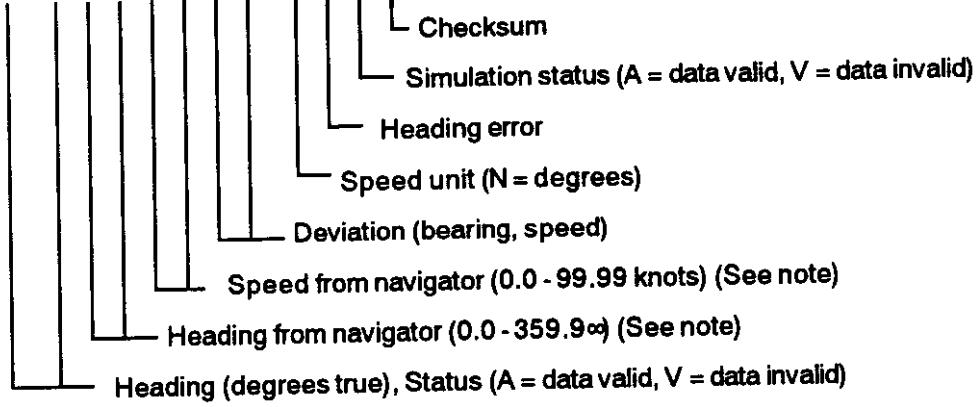 Checksum
Simulation status (A = data valid, V = data invalid)
Heading error
Speed unit (N = degrees)
Deviation (bearing, speed)
Speed from navigator (0.0 - 99.99 knots) (See note)
Heading from navigator (0.0 - 359.9∞) (See note)
Heading (degrees true), Status (A = data valid, V = data invalid)